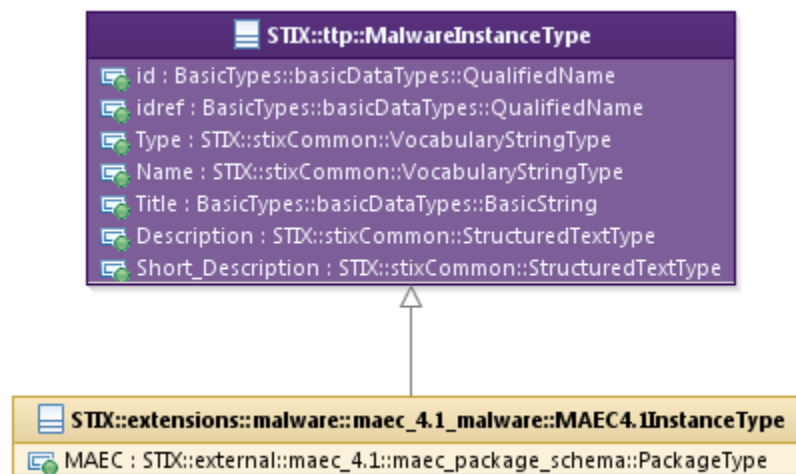 STIX::ttp::MalwareInstanceType
id : BasicTypes::basicDataTypes::QualifiedName
idref : BasicTypes::basicDataTypes::QualifiedName
Type : STIX::stixCommon::VocabularyStringType
Name : STIX::stixCommon::VocabularyStringType
Title : BasicTypes::basicDataTypes::BasicString
Description : STIX::stixCommon::StructuredTextType
Short_Description : STIX::stixCommon::StructuredTextType
STIX::extensions::malware::maec_4.1_malware::MAEC4.1InstanceType
MAEC : STIX::external::maec_4.1::maec_package_schema::PackageType